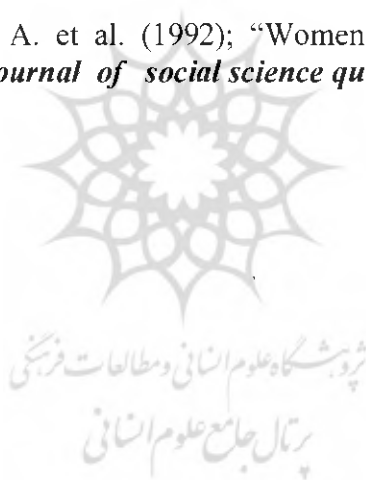 A. et al. (1992); “Women
ournal of social science qu
پژوهشگاه علوم انسانی و مطالعات فرهنگی
پرتال جامع علوم انسانی